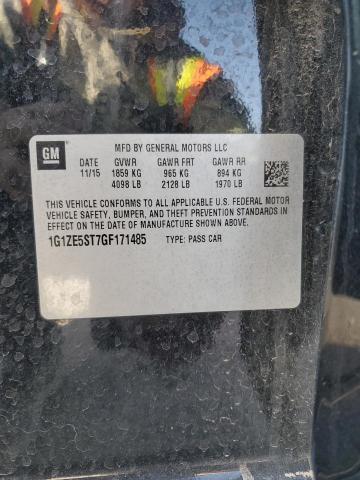 GM
MFD BY GENERAL MOTORS LLC
DATE GVWR GAWR FRT GAWR RR
11/15 1859 KG 965 KG 894 KG
4098 LB 2128 LB 1970 LB
THIS VEHICLE CONFORMS TO ALL APPLICABLE U.S. FEDERAL MOTOR
VEHICLE SAFETY, BUMPER, AND THEFT PREVENTION STANDARDS IN
EFFECT ON THE DATE OF MANUFACTURE SHOWN ABOVE.
1G1ZE5ST7GF171485 TYPE: PASS CAR